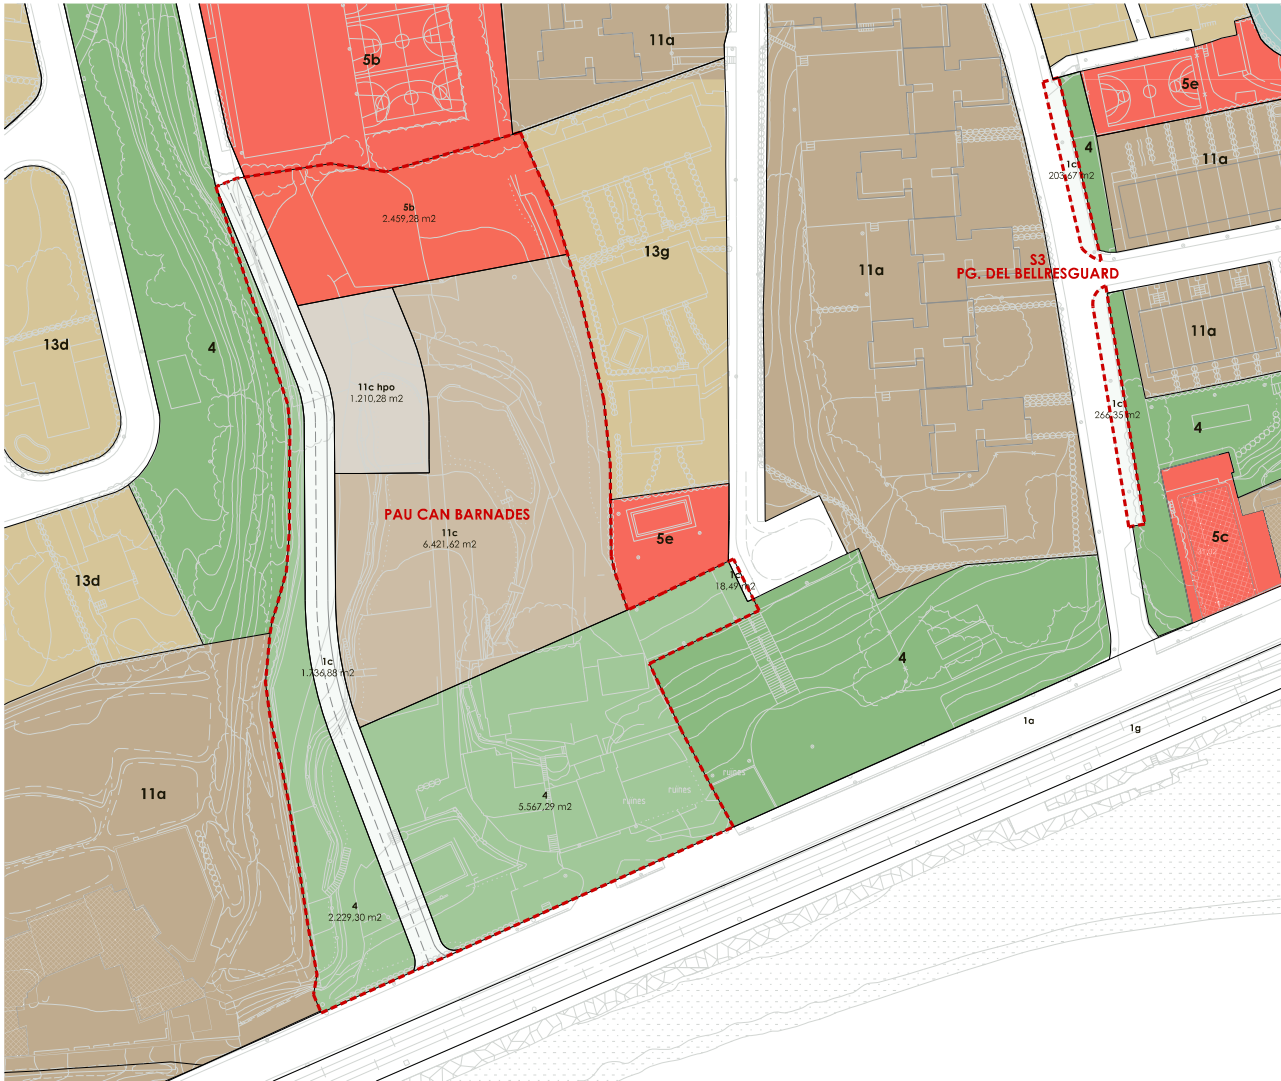 11a
5b
5e
4
11a
1c
203,67 m2
5b
2.459,28 m2
13g
11a
S3
PG. DEL BELLRESGUARD
13d
4
11a
11c hpo
1.210,28 m2
1c
266,35 m2
4
PAU CAN BARNADES
11c
6.421,62 m2
5e
5c
13d
18,49 m2
4
1c
1.736,88 m2
1a
1g
ruines
ruines
ruines
11a
4
5.567,29 m2
4
2.229,30 m2